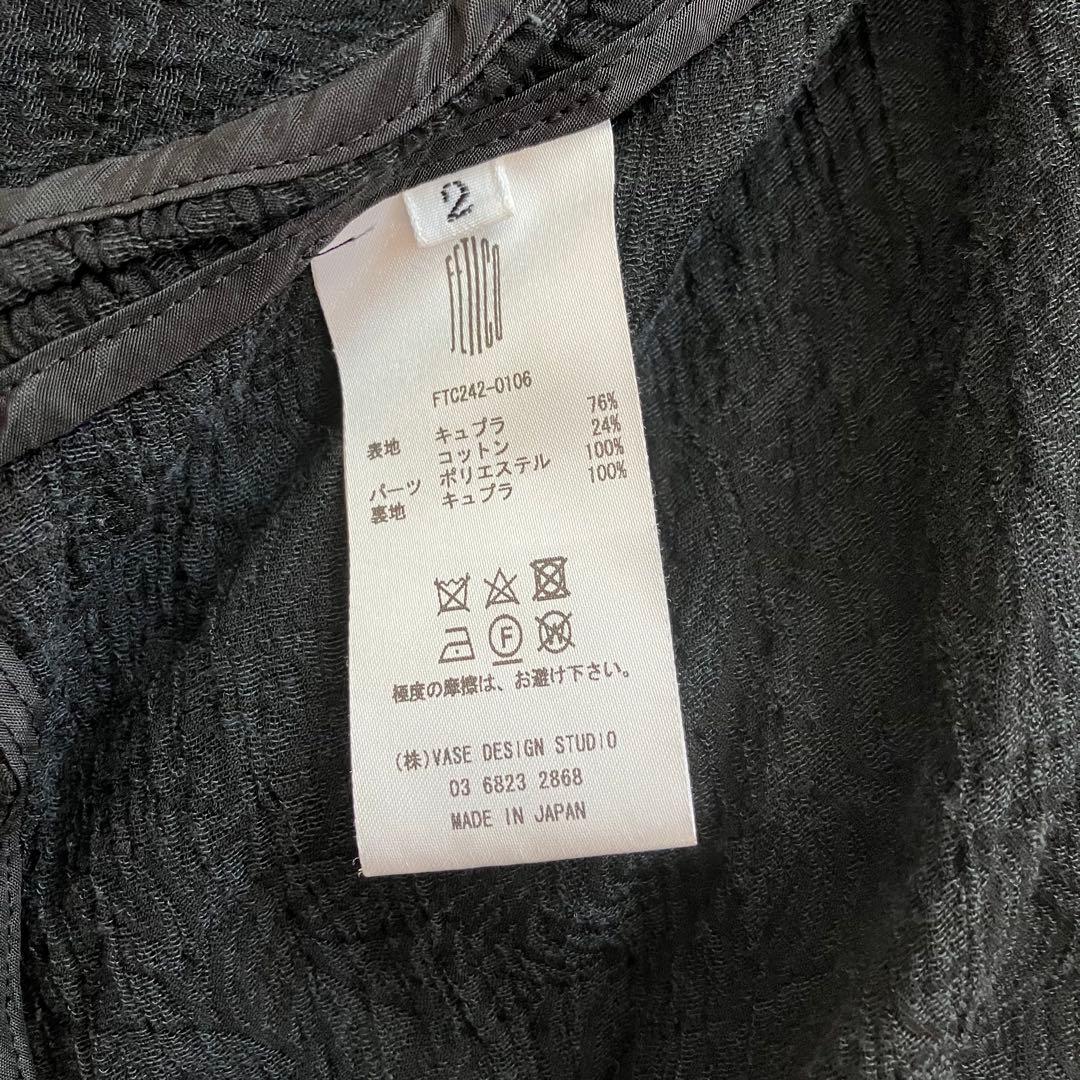 2
FETICO
FTC242-0106
表地 キュプラ 76%
コットン 24%
パーツ ポリエステル 100%
裏地 キュプラ 100%
F W
極度の摩擦は、お避け下さい。
(株)VASE DESIGN STUDIO
03 6823 2868
MADE IN JAPAN